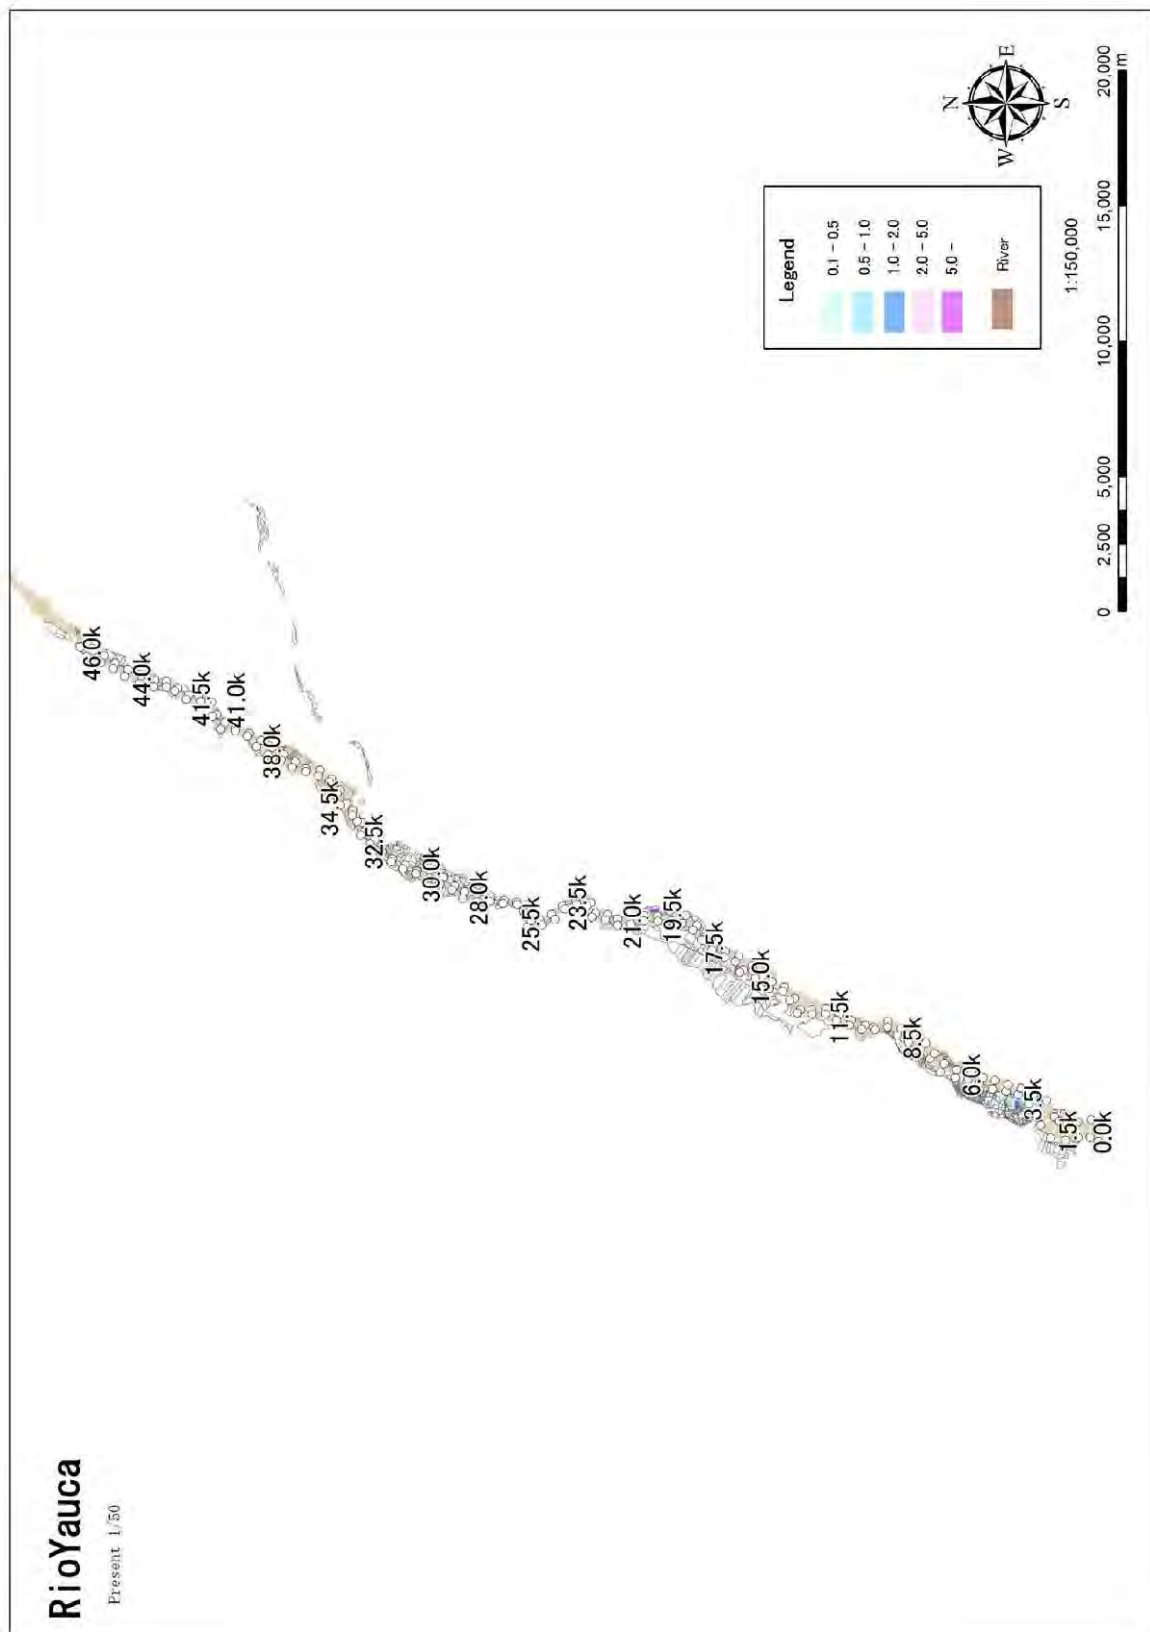 RioYauca
Present 1/50
46.0k
44.0k
41.5k
41.0k
38.0k
34.5k
32.5k
30.0k
28.0k
25.5k
23.5k
21.0k
19.5k
17.5k
15.0k
11.5k
8.5k
6.0k
3.5k
1.5k
0.0k
Legend
0.1 - 0.5
0.5 - 1.0
1.0 - 2.0
2.0 - 5.0
5.0 -
River
N
W E
S
1:150,000
0 2.500 5,000 10,000 15,000 20,000
m